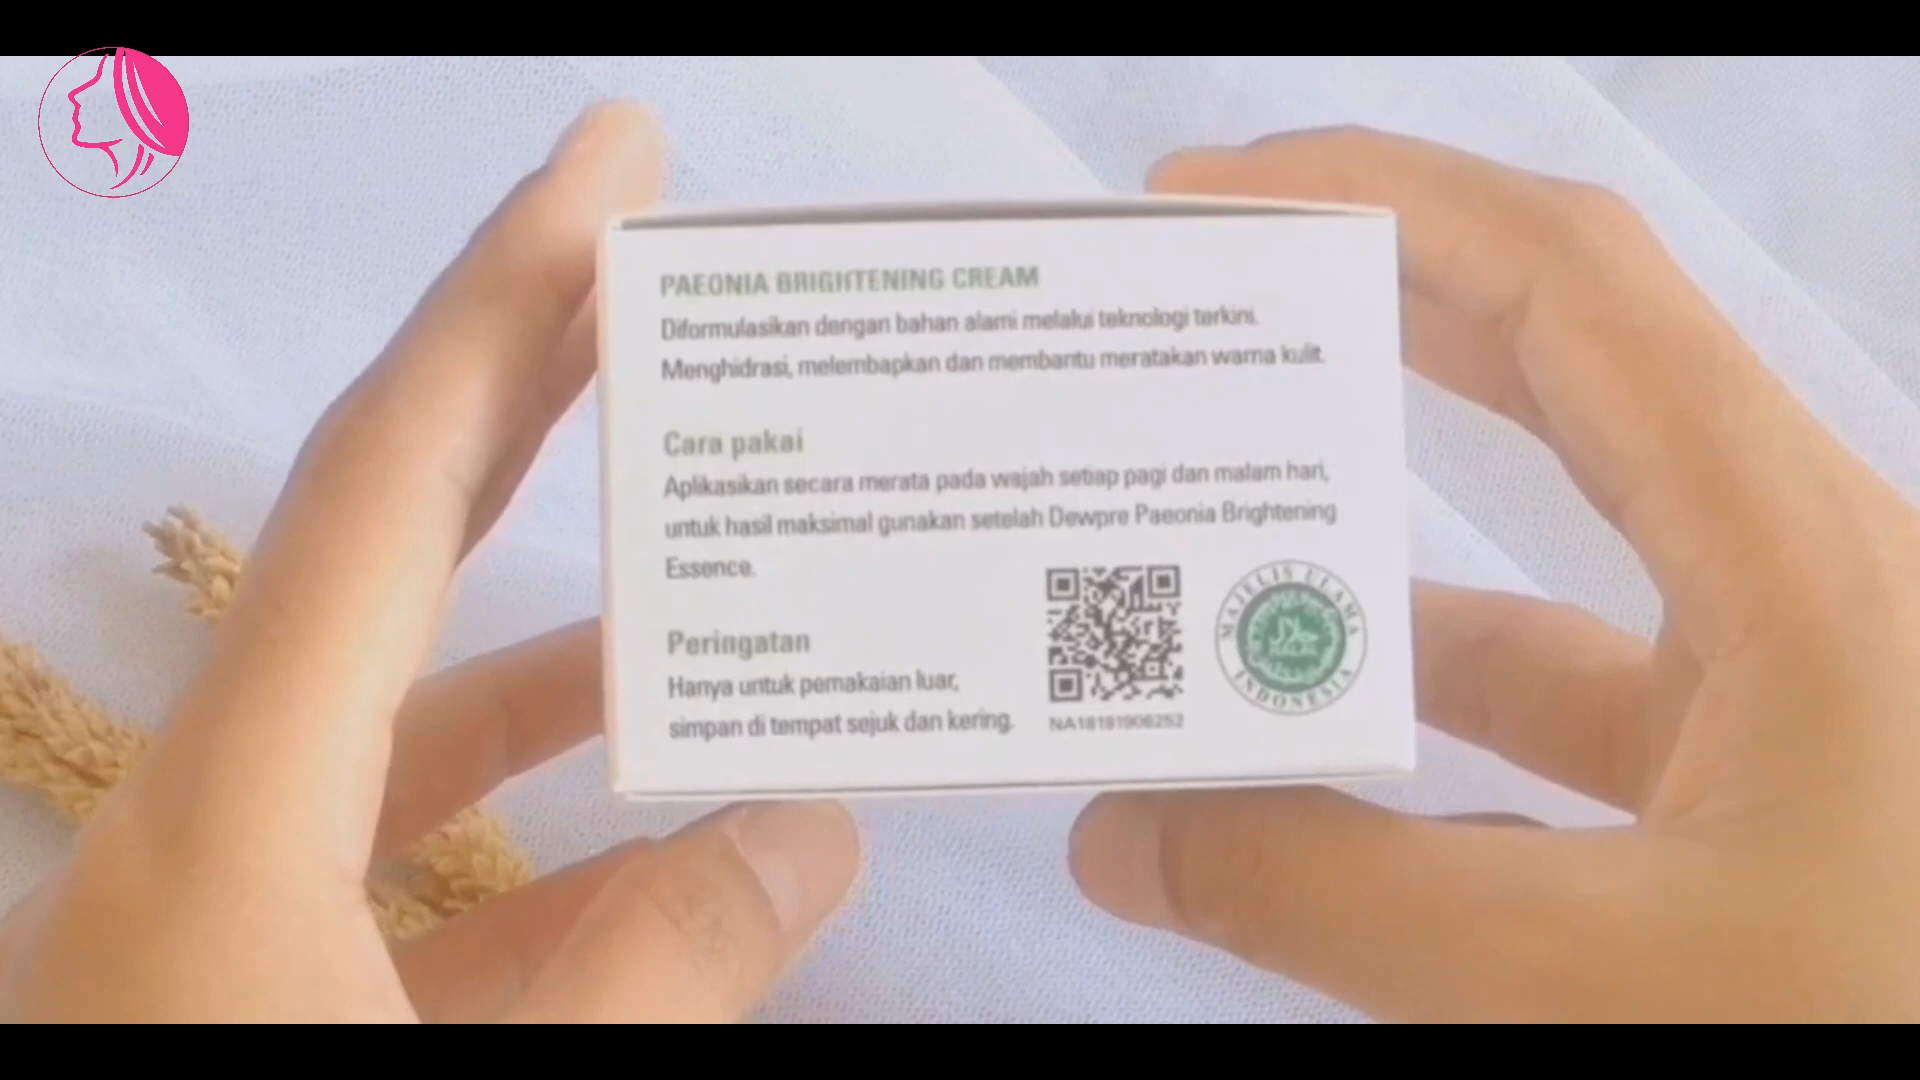 PAEONIA BRIGHTENING CREAM
Diformulasikan dengan bahan alami melalui teknologi terkini.
Menghidrasi, melembapkan dan membantu meratakan warna kulit.
Cara pakai
Aplikasikan secara merata pada wajah setiap pagi dan malam hari,
untuk hasil maksimal gunakan setelah Dewpre Paeonia Brightening
Essence.
Peringatan
Hanya untuk pemakaian luar,
simpan di tempat sejuk dan kering.
NA18191906252
MAJELIS ULAMA
INDONESIA